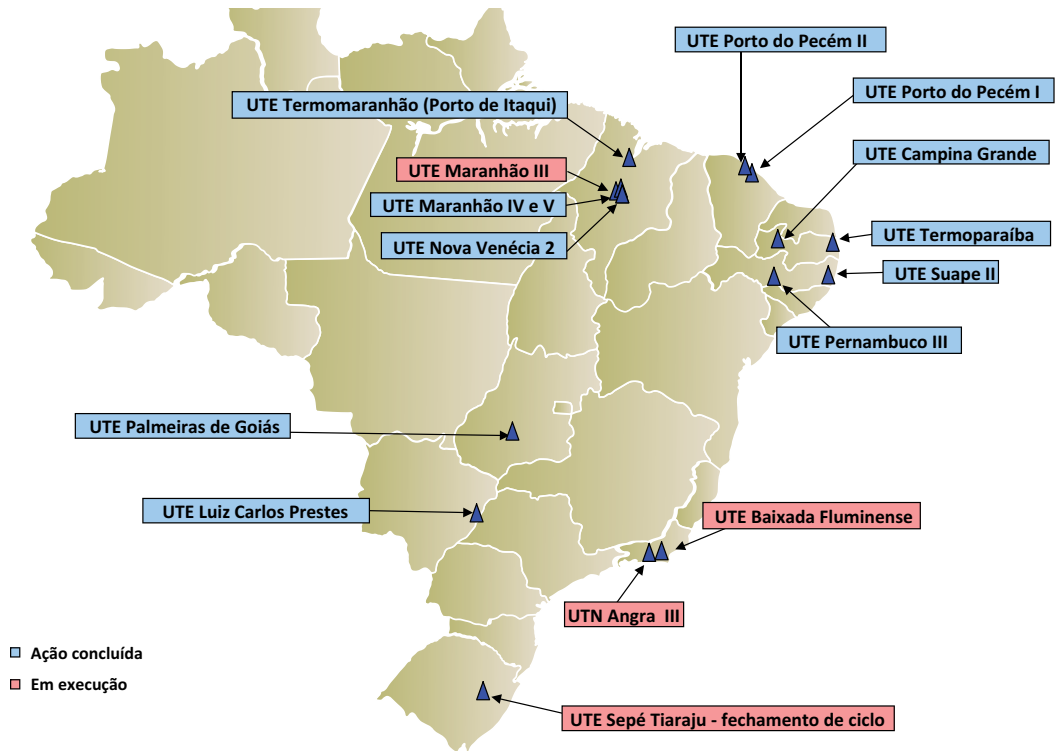 UTE Porto do Pecém II
UTE Porto do Pecém I
UTE Termomaranhão (Porto de Itaqui)
UTE Campina Grande
UTE Maranhão III
UTE Maranhão IV e V
UTE Nova Venécia 2
UTE Termoparaíba
UTE Suape II
UTE Pernambuco III
UTE Palmeiras de Goiás
UTE Luiz Carlos Prestes
UTE Baixada Fluminense
UTN Angra III
Ação concluída
Em execução
UTE Sepé Tiaraju - fechamento de ciclo